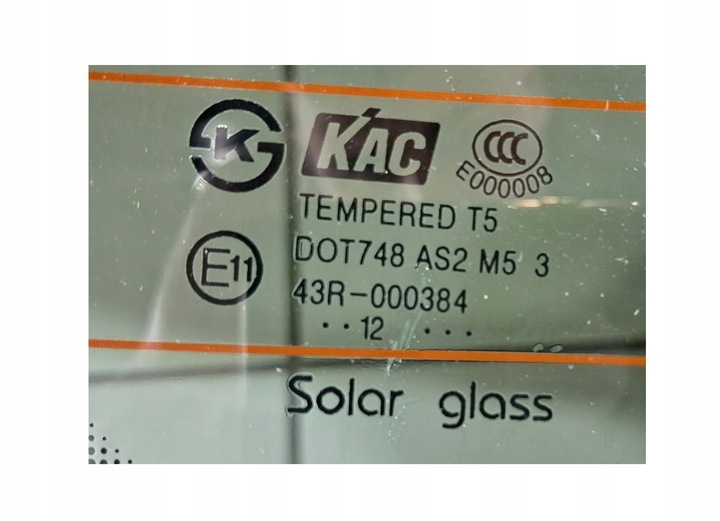 K KAC CCC
E000008
TEMPERED T5
DOT748 AS2 M5 3
E11 43R-000384
··12 ···
Solar glass